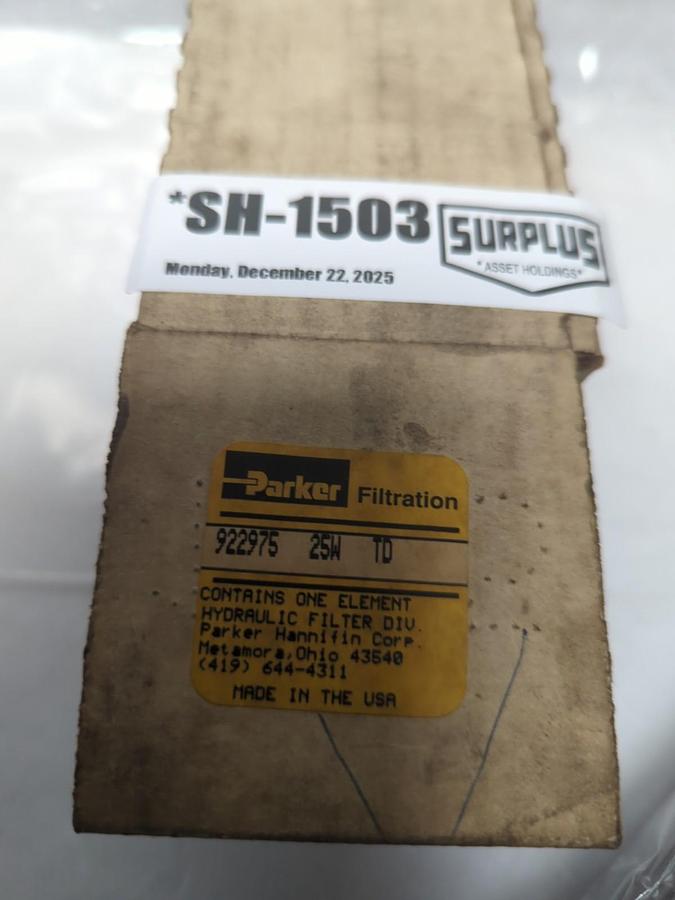 *SH-1503 SURPLUS
*ASSET HOLDINGS*
Monday, December 22, 2025
Parker Filtration
922975 25W TD
CONTAINS ONE ELEMENT
HYDRAULIC FILTER DIV.
Parker Hannifin Corp.
Metamora, Ohio 43540
(419) 644-4311
MADE IN THE USA